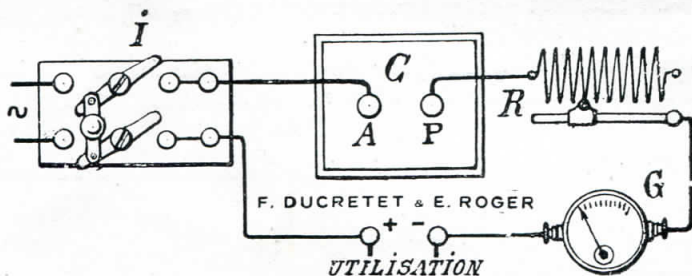 i
~
C
A P
R
G
F. DUCRETET & E. ROGER
+ -
UTILISATION